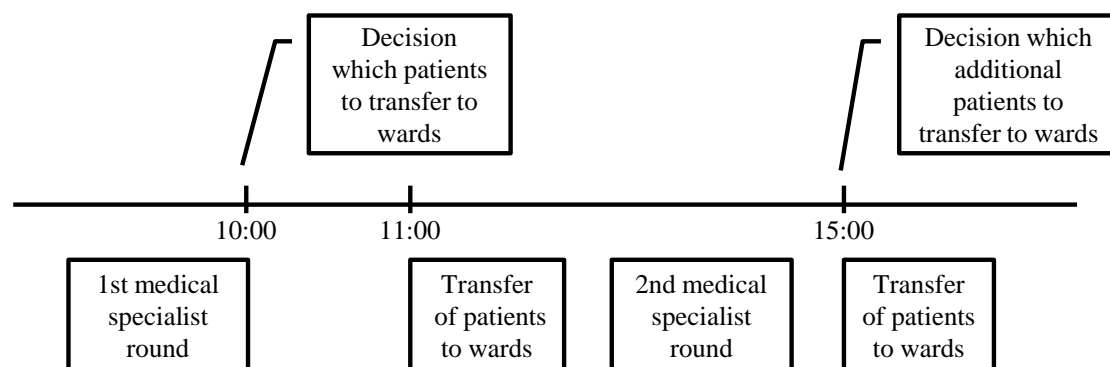 Decision
which patients
to transfer to
wards
Decision which
additional
patients to
transfer to wards
10:00
11:00
15:00
1st medical
specialist
round
Transfer
of patients
to wards
2nd medical
specialist
round
Transfer
of patients
to wards